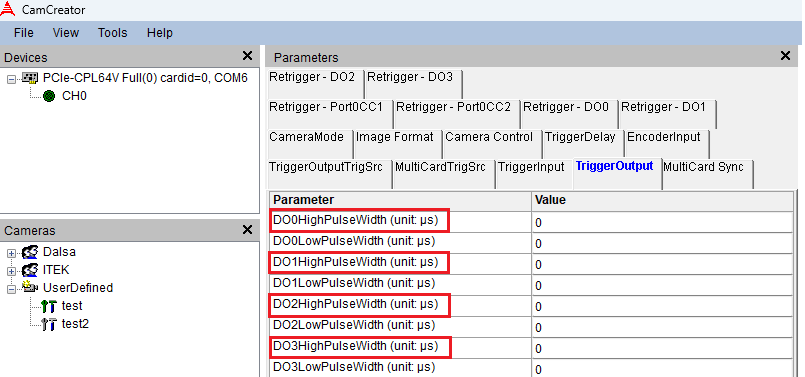 CamCreator
File View Tools Help
Devices
PCIe-CPL64V Full(0) cardid=0, COM6
CH0
Cameras
Dalsa
ITEK
UserDefined
test
test2
Parameters
Retrigger - DO2 Retrigger - DO3
Retrigger - Port0CC1 Retrigger - Port0CC2 Retrigger - DO0 Retrigger - DO1
CameraMode Image Format Camera Control TriggerDelay EncoderInput
TriggerOutputTrigSrc MultiCardTrigSrc TriggerInput TriggerOutput MultiCard Sync
Parameter Value
DO0HighPulseWidth (unit: µs) 0
DO0LowPulseWidth (unit: µs) 0
DO1HighPulseWidth (unit: µs) 0
DO1LowPulseWidth (unit: µs) 0
DO2HighPulseWidth (unit: µs) 0
DO2LowPulseWidth (unit: µs) 0
DO3HighPulseWidth (unit: µs) 0
DO3LowPulseWidth (unit: µs) 0